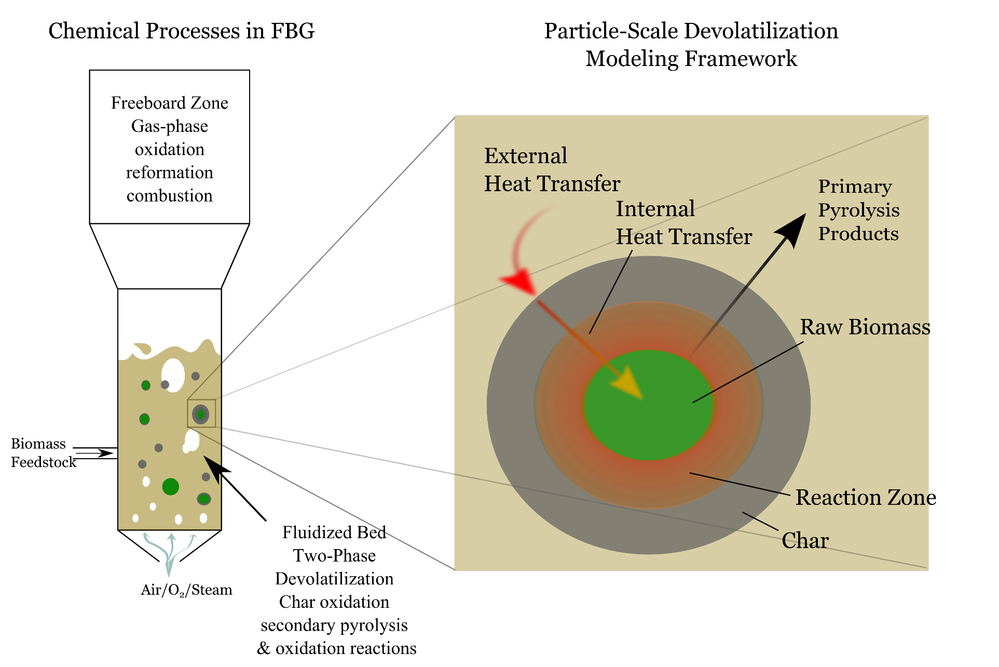 Chemical Processes in FBG
Particle-Scale Devolatilization
Modeling Framework
Freeboard Zone
Gas-phase
oxidation
reformation
combustion
External
Heat Transfer
Internal
Heat Transfer
Primary
Pyrolysis
Products
Raw Biomass
Reaction Zone
Char
Biomass
Feedstock
Air/O₂/Steam
Fluidized Bed
Two-Phase
Devolatilization
Char oxidation
secondary pyrolysis
& oxidation reactions